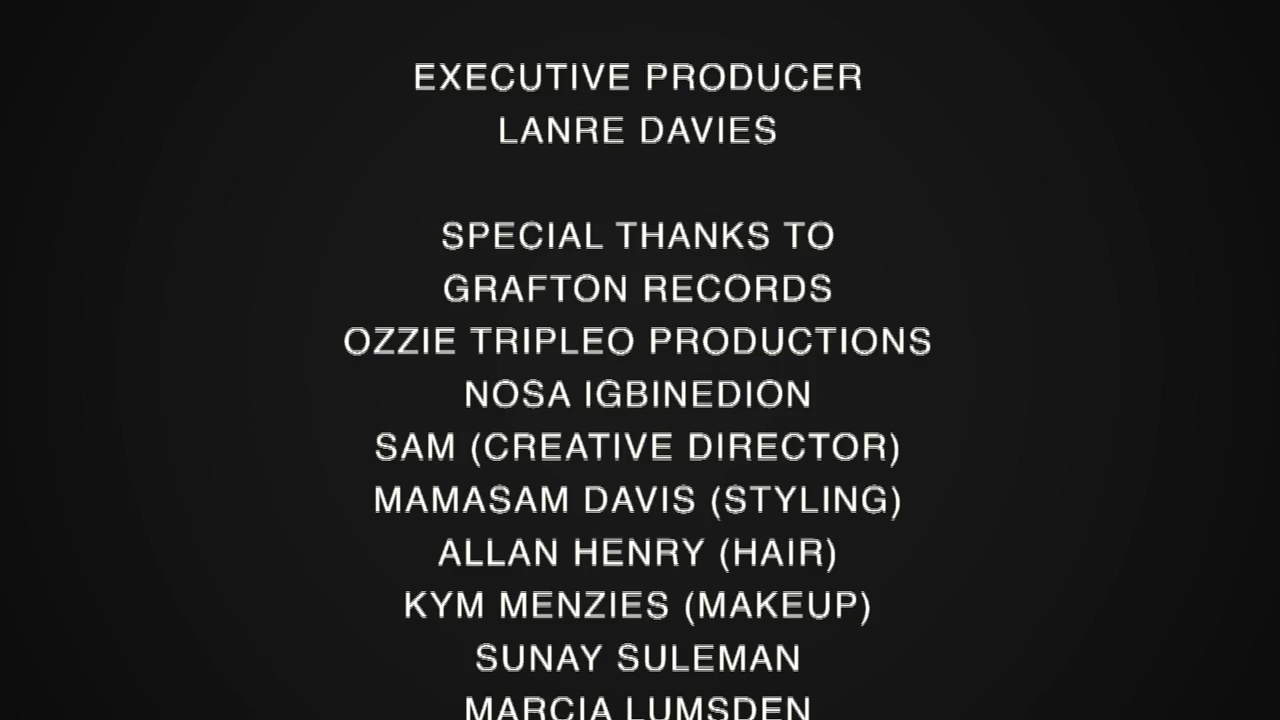 EXECUTIVE PRODUCER
LANRE DAVIES
SPECIAL THANKS TO
GRAFTON RECORDS
OZZIE TRIPLEO PRODUCTIONS
NOSA IGBINEDION
SAM (CREATIVE DIRECTOR)
MAMASAM DAVIS (STYLING)
ALLAN HENRY (HAIR)
KYM MENZIES (MAKEUP)
SUNAY SULEMAN
MARCIA LUMSDEN